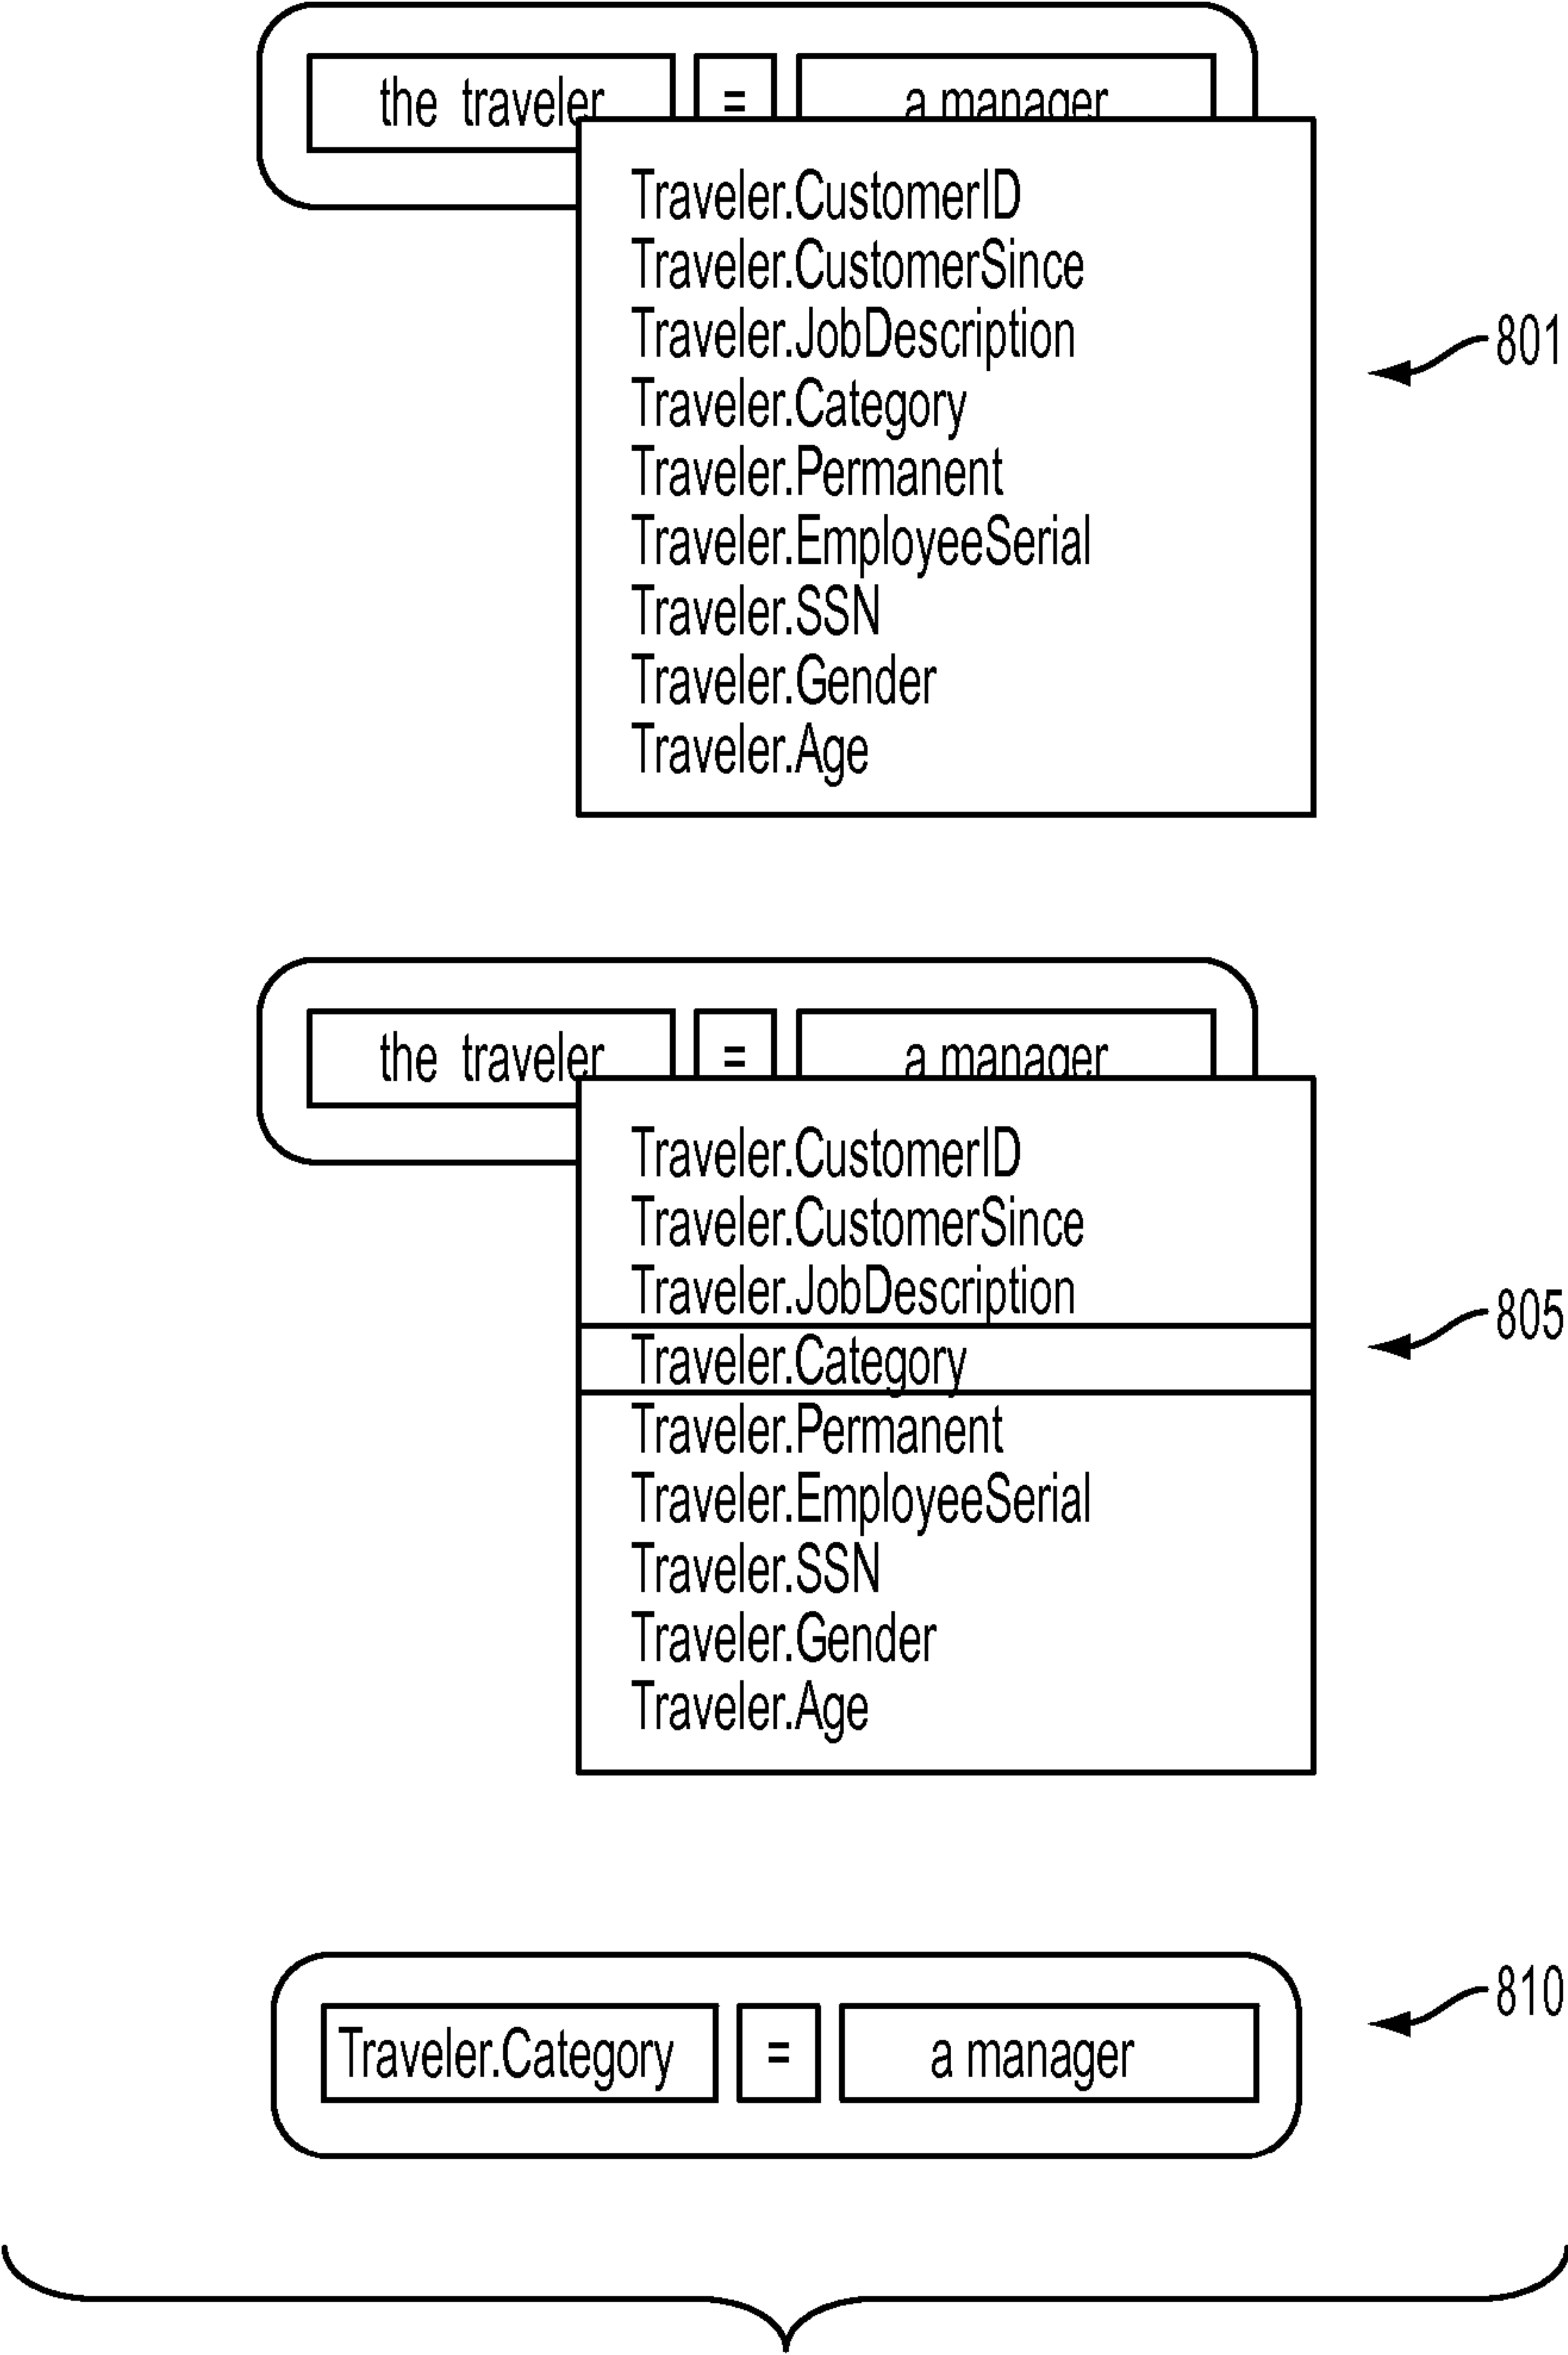 the traveler = a manager
Traveler.CustomerID
Traveler.CustomerSince
Traveler.JobDescription
Traveler.Category
Traveler.Permanent
Traveler.EmployeeSerial
Traveler.SSN
Traveler.Gender
Traveler.Age
801
the traveler = a manager
Traveler.CustomerID
Traveler.CustomerSince
Traveler.JobDescription
Traveler.Category
Traveler.Permanent
Traveler.EmployeeSerial
Traveler.SSN
Traveler.Gender
Traveler.Age
805
Traveler.Category = a manager
810